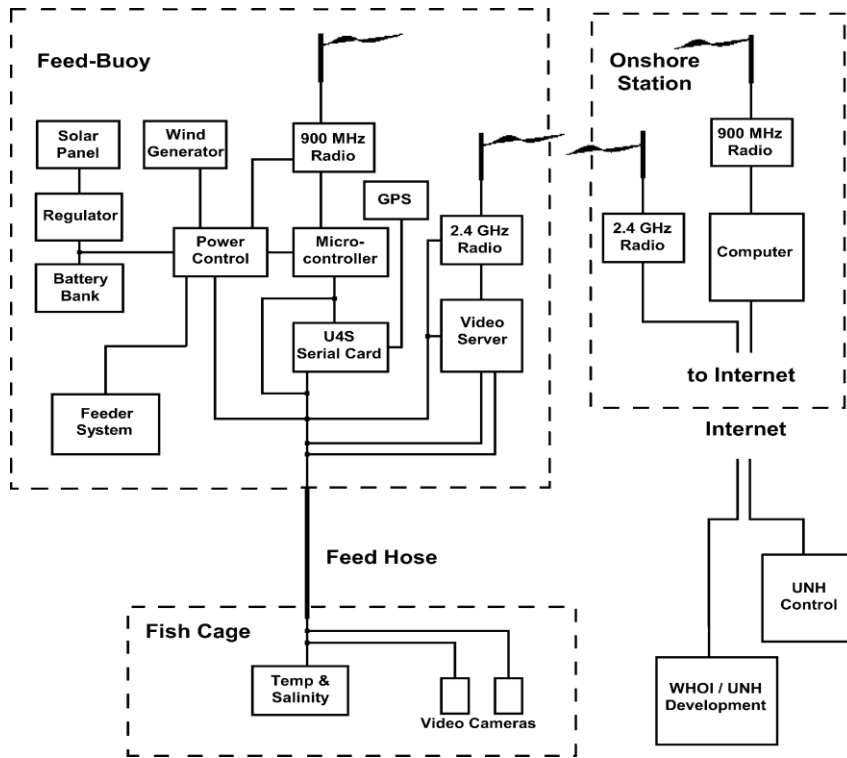 Feed-Buoy
Solar
Panel
Wind
Generator
900 MHz
Radio
GPS
Regulator
Power
Control
Micro-
controller
2.4 GHz
Radio
Battery
Bank
U4S
Serial Card
Video
Server
Feeder
System
Onshore
Station
900 MHz
Radio
2.4 GHz
Radio
Computer
to Internet
Internet
Feed Hose
UNH
Control
Fish Cage
Temp &
Salinity
Video Cameras
WHOI / UNH
Development